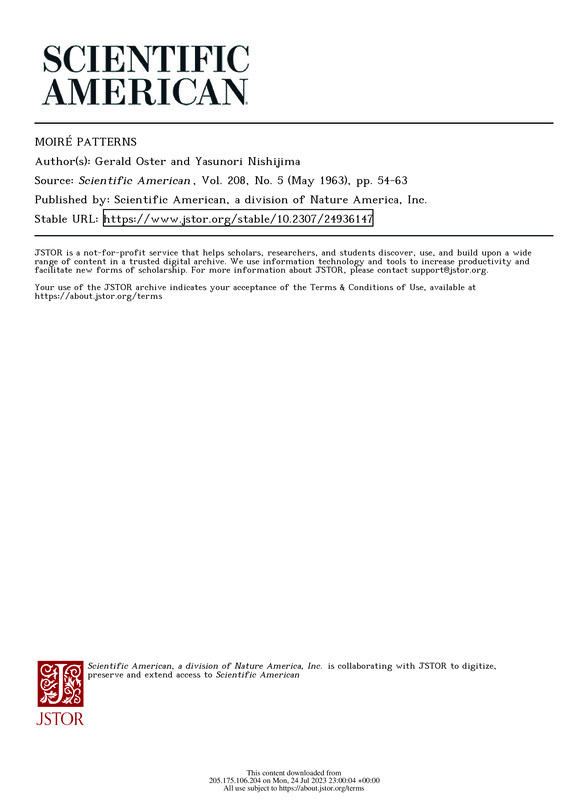 SCIENTIFIC
AMERICAN
MOIRÉ PATTERNS
Author(s): Gerald Oster and Yasunori Nishijima
Source: Scientific American, Vol. 208, No. 5 (May 1963), pp. 54-63
Published by: Scientific American, a division of Nature America, Inc.
Stable URL: https://www.jstor.org/stable/10.2307/24936147
JSTOR is a not-for-profit service that helps scholars, researchers, and students discover, use, and build upon a wide
range of content in a trusted digital archive. We use information technology and tools to increase productivity and
facilitate new forms of scholarship. For more information about JSTOR, please contact support@jstor.org.
Your use of the JSTOR archive indicates your acceptance of the Terms & Conditions of Use, available at
https://about.jstor.org/terms
Scientific American, a division of Nature America, Inc. is collaborating with JSTOR to digitize,
preserve and extend access to Scientific American
J
JSTOR
This content downloaded from
205.175.106.204 on Mon, 24 Jul 2023 23:00:04 +00:00
All use subject to https://about.jstor.org/terms